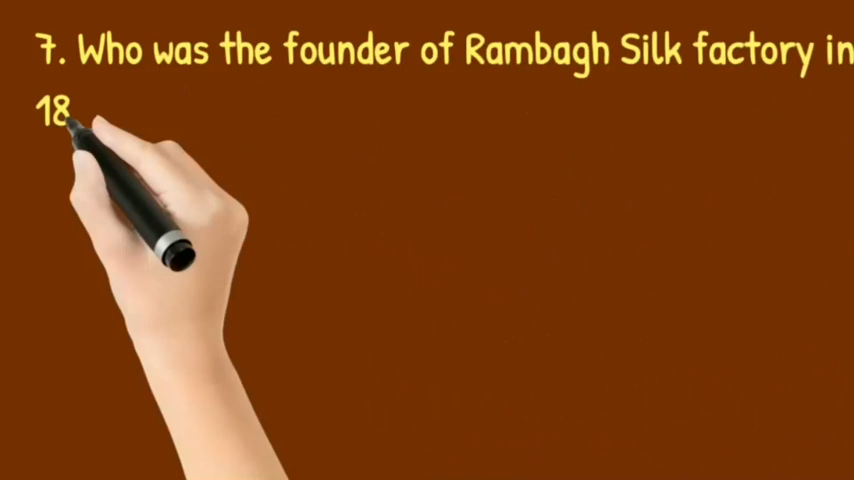 7. Who was the founder of Rambagh Silk factory in
18